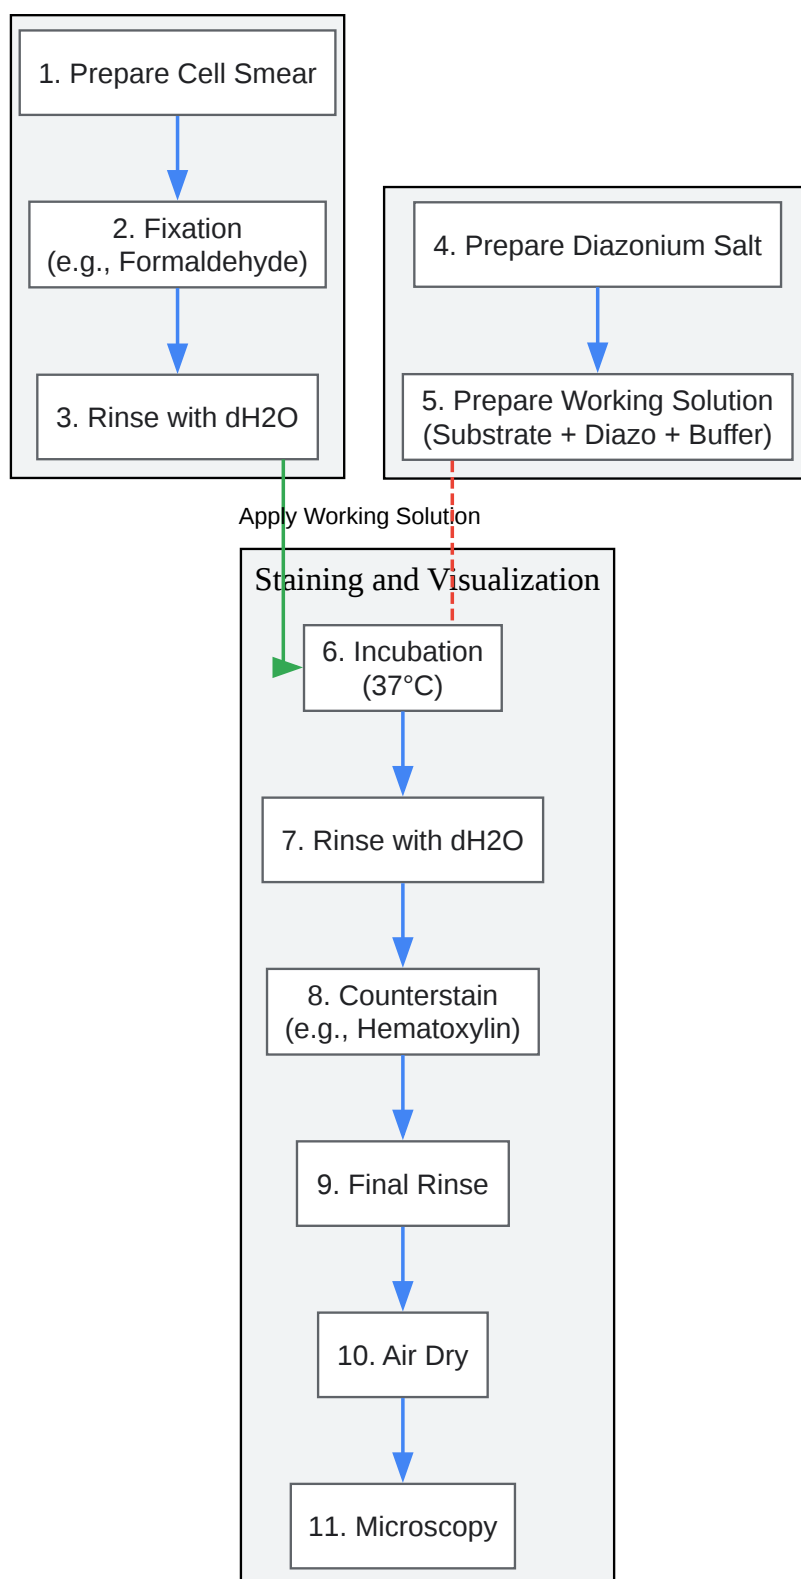 1. Prepare Cell Smear
2. Fixation
(e.g., Formaldehyde)
3. Rinse with dH2O
4. Prepare Diazonium Salt
5. Prepare Working Solution
(Substrate + Diazo + Buffer)
Apply Working Solution
Staining and Visualization
6. Incubation
(37°C)
7. Rinse with dH2O
8. Counterstain
(e.g., Hematoxylin)
9. Final Rinse
10. Air Dry
11. Microscopy